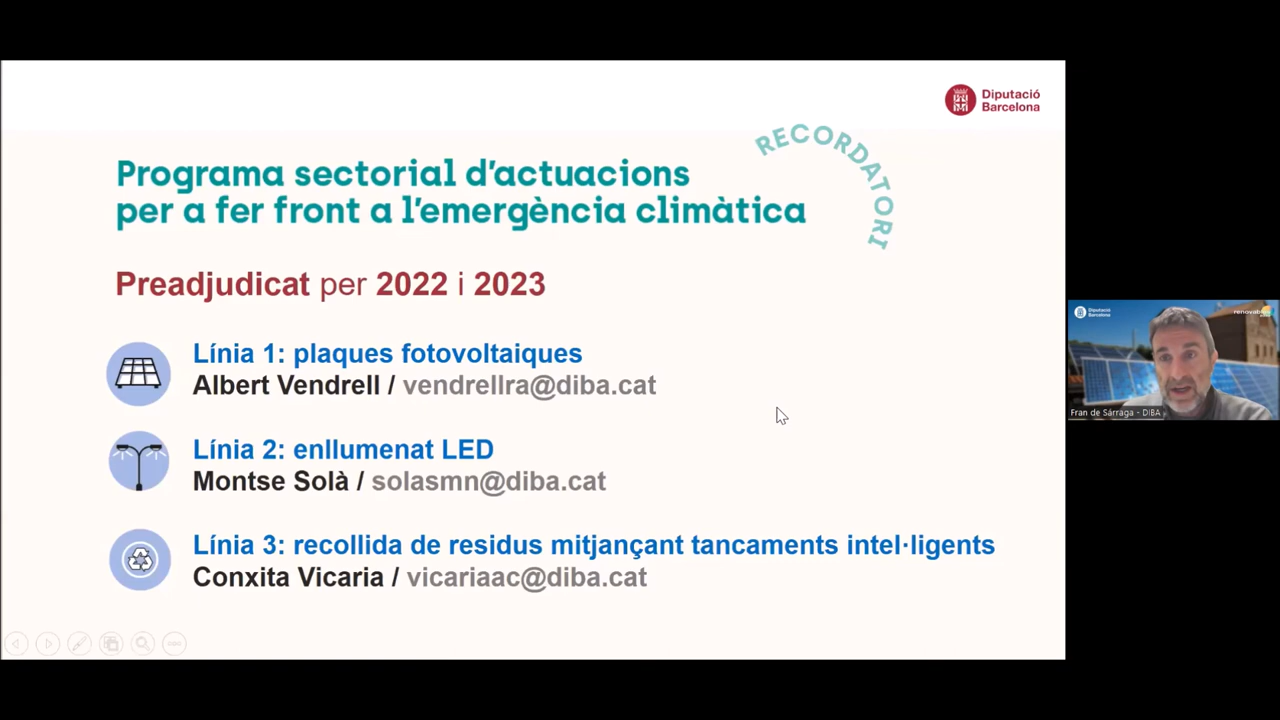 Diputació
Barcelona
RECORDATORI
Programa sectorial d'actuacions
per a fer front a l'emergència climàtica
Preadjudicat per 2022 i 2023
Línia 1: plaques fotovoltaiques
Albert Vendrell / vendrellra@diba.cat
Línia 2: enllumenat LED
Montse Solà / solasmn@diba.cat
Línia 3: recollida de residus mitjançant tancaments intel·ligents
Conxita Vicaria / vicariaac@diba.cat
Diputació
Barcelona
Fran de Sárraga - DIBA